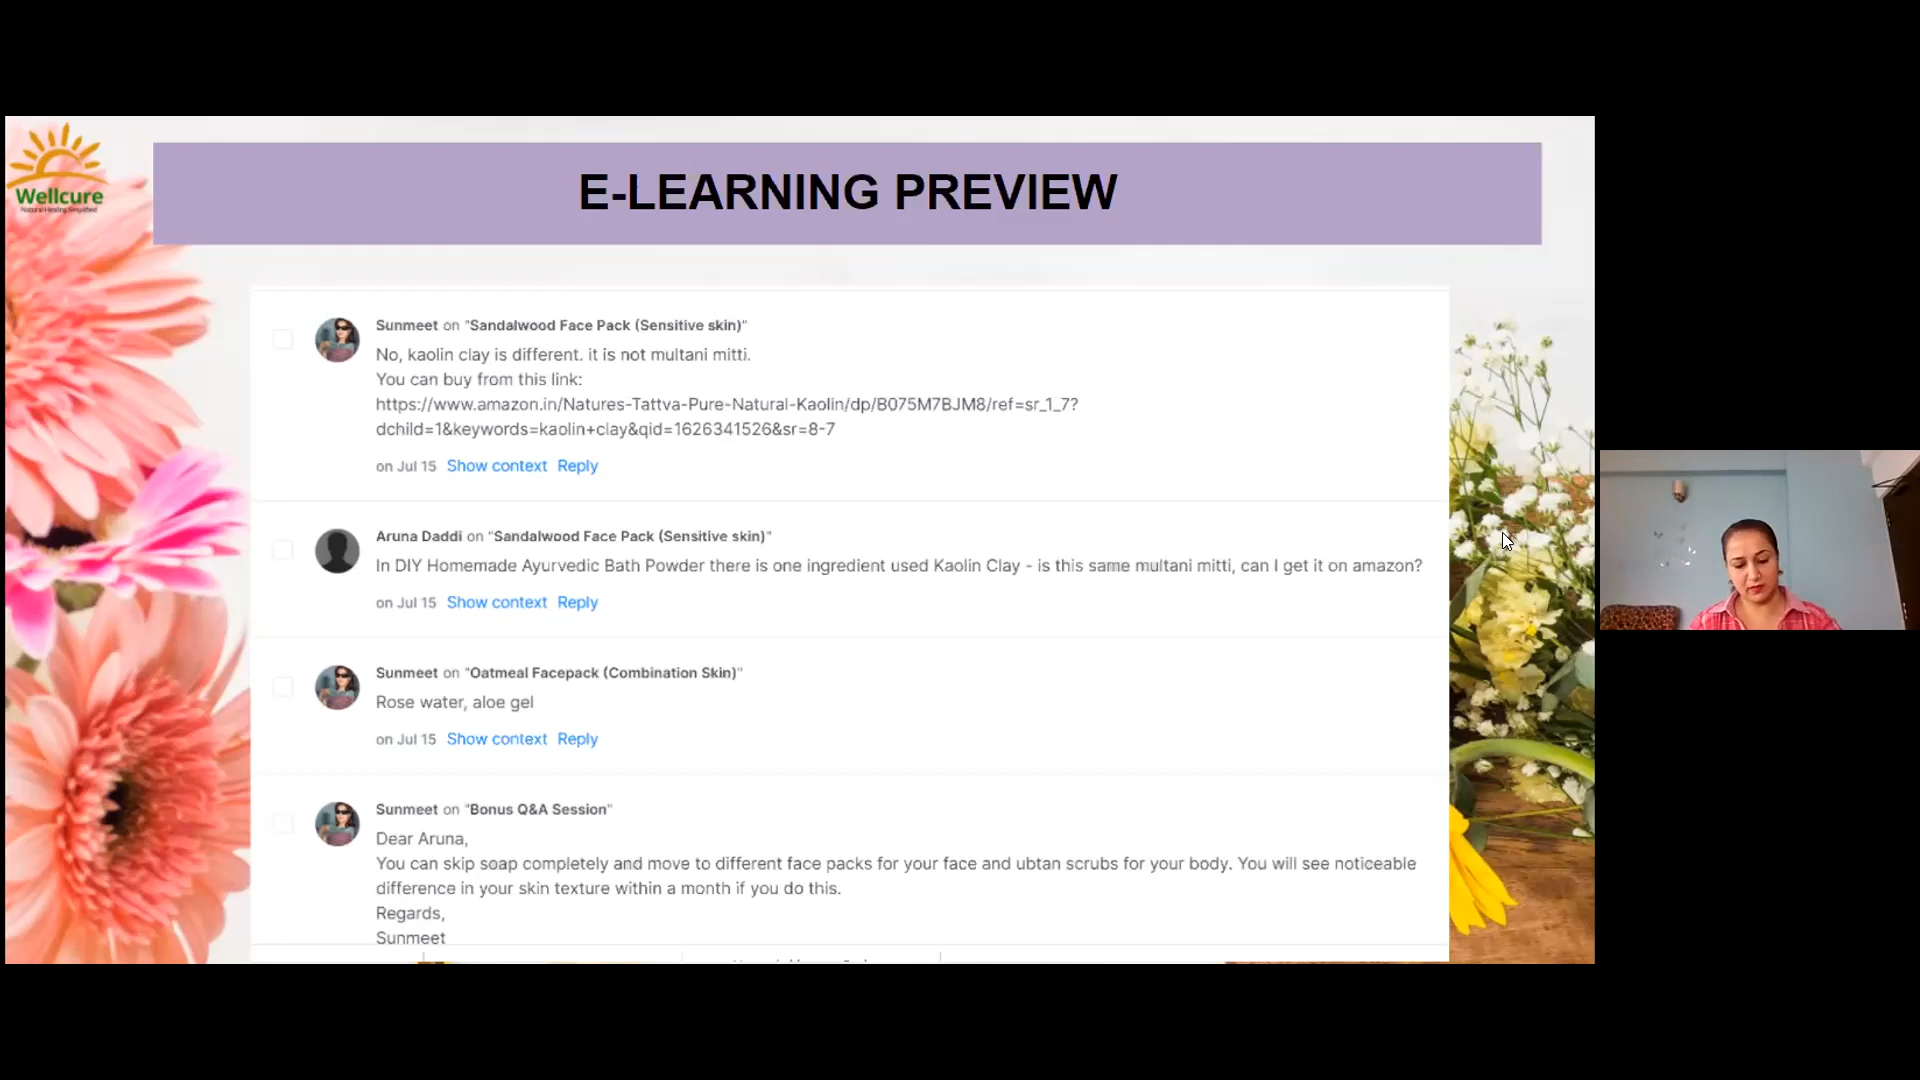 Wellcure
Natural Healing Simplified
E-LEARNING PREVIEW
Sunmeet on "Sandalwood Face Pack (Sensitive skin)"
No, kaolin clay is different. it is not multani mitti.
You can buy from this link:
https://www.amazon.in/Natures-Tattva-Pure-Natural-Kaolin/dp/B075M7BJM8/ref=sr_1_7?
dchild=1&keywords=kaolin+clay&qid=1626341526&sr=8-7
on Jul 15 Show context Reply
Aruna Daddi on "Sandalwood Face Pack (Sensitive skin)"
In DIY Homemade Ayurvedic Bath Powder there is one ingredient used Kaolin Clay - is this same multani mitti, can I get it on amazon?
on Jul 15 Show context Reply
Sunmeet on "Oatmeal Facepack (Combination Skin)"
Rose water, aloe gel
on Jul 15 Show context Reply
Sunmeet on "Bonus Q&A Session"
Dear Aruna,
You can skip soap completely and move to different face packs for your face and ubtan scrubs for your body. You will see noticeable
difference in your skin texture within a month if you do this.
Regards,
Sunmeet